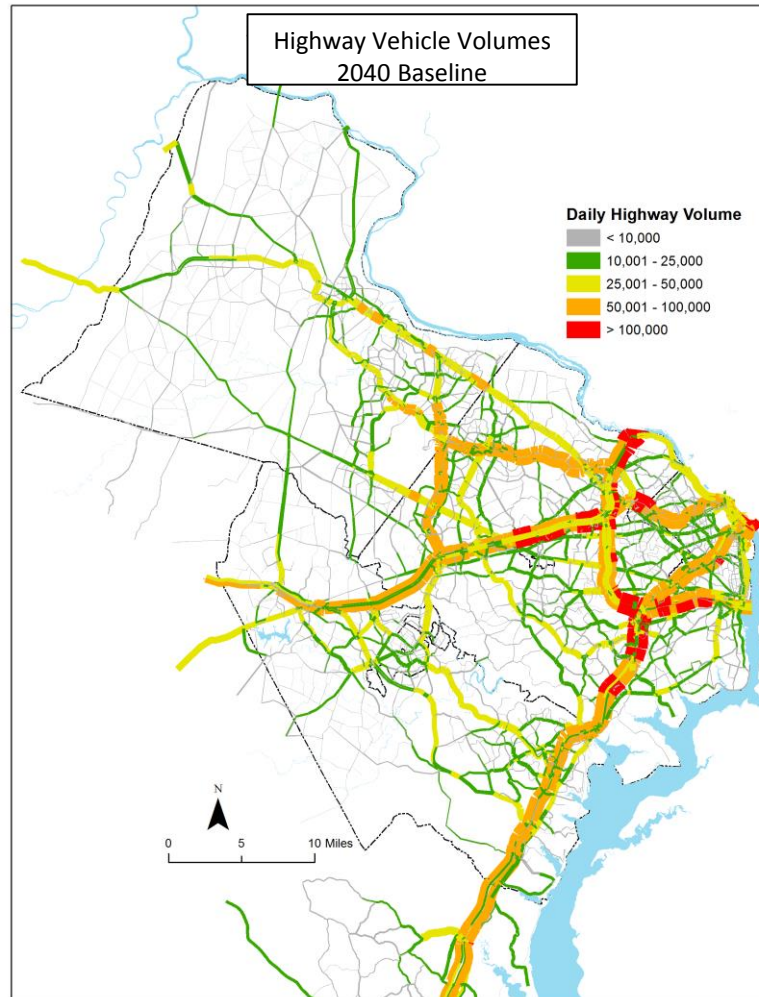 Highway Vehicle Volumes
2040 Baseline
Daily Highway Volume
< 10,000
10,001 - 25,000
25,001 - 50,000
50,001 - 100,000
> 100,000
N
0 5 10 Miles